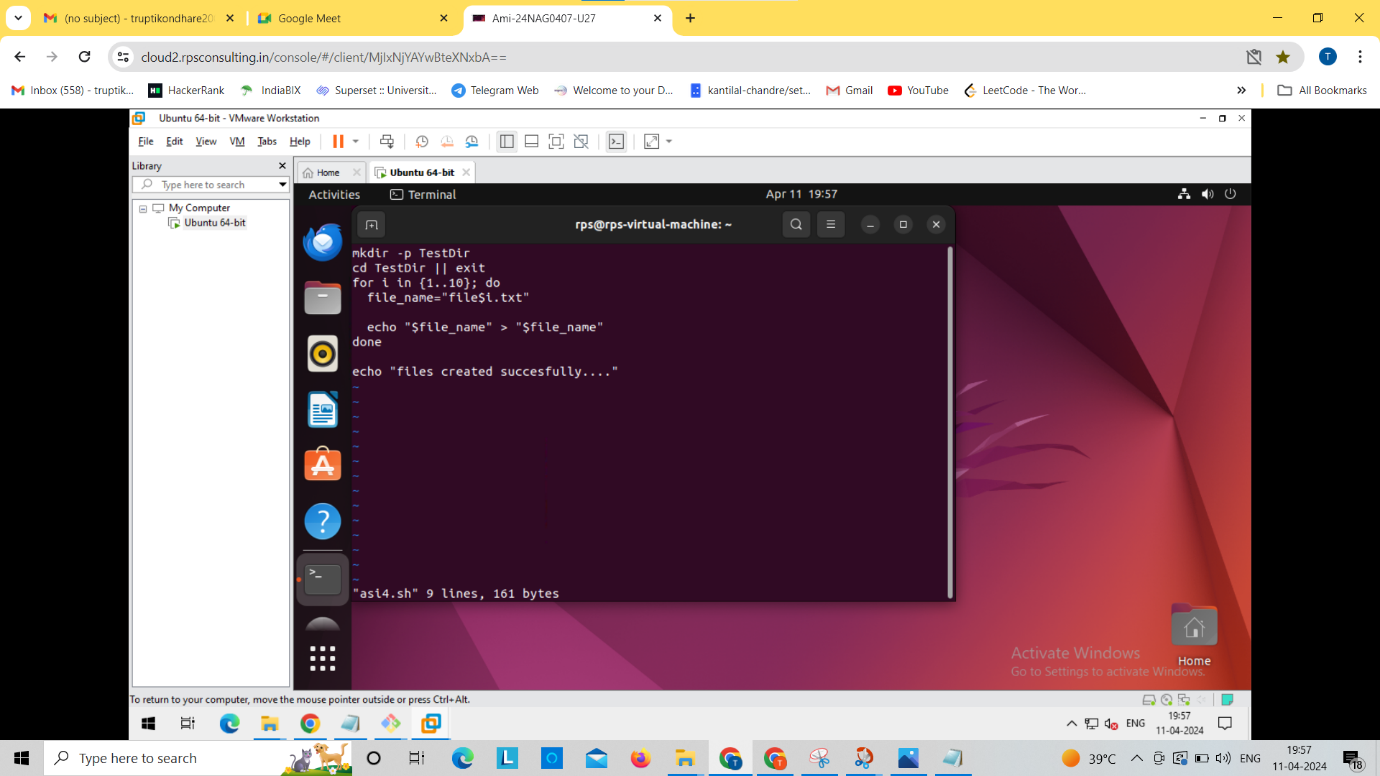 (no subject) - truptikondhare20
Google Meet
Ami-24NAG0407-U27
cloud2.rpsconsulting.in/console/#/client/MjIxNjYAYwBteXNxbA==
T
Inbox (558) - truptik...
HackerRank
IndiaBIX
Superset :: Universit...
Telegram Web
Welcome to your D...
kantilal-chandre/set...
Gmail
YouTube
LeetCode - The Wor...
»
All Bookmarks
Ubuntu 64-bit - VMware Workstation
File Edit View VM Tabs Help
Library
Type here to search
My Computer
Ubuntu 64-bit
Home
Ubuntu 64-bit
Activities
Terminal
Apr 11 19:57
rps@rps-virtual-machine: ~
mkdir -p TestDir
cd TestDir || exit
for i in {1..10}; do
file_name="file$i.txt"
echo "$file_name" > "$file_name"
done
echo "files created succesfully...."
~
~
~
~
~
~
~
~
~
~
~
~
~
~
"asi4.sh" 9 lines, 161 bytes
Home
Activate Windows
Go to Settings to activate Windows.
To return to your computer, move the mouse pointer outside or press Ctrl+Alt.
ENG
19:57
11-04-2024
Type here to search
39°C
ENG
19:57
11-04-2024
18